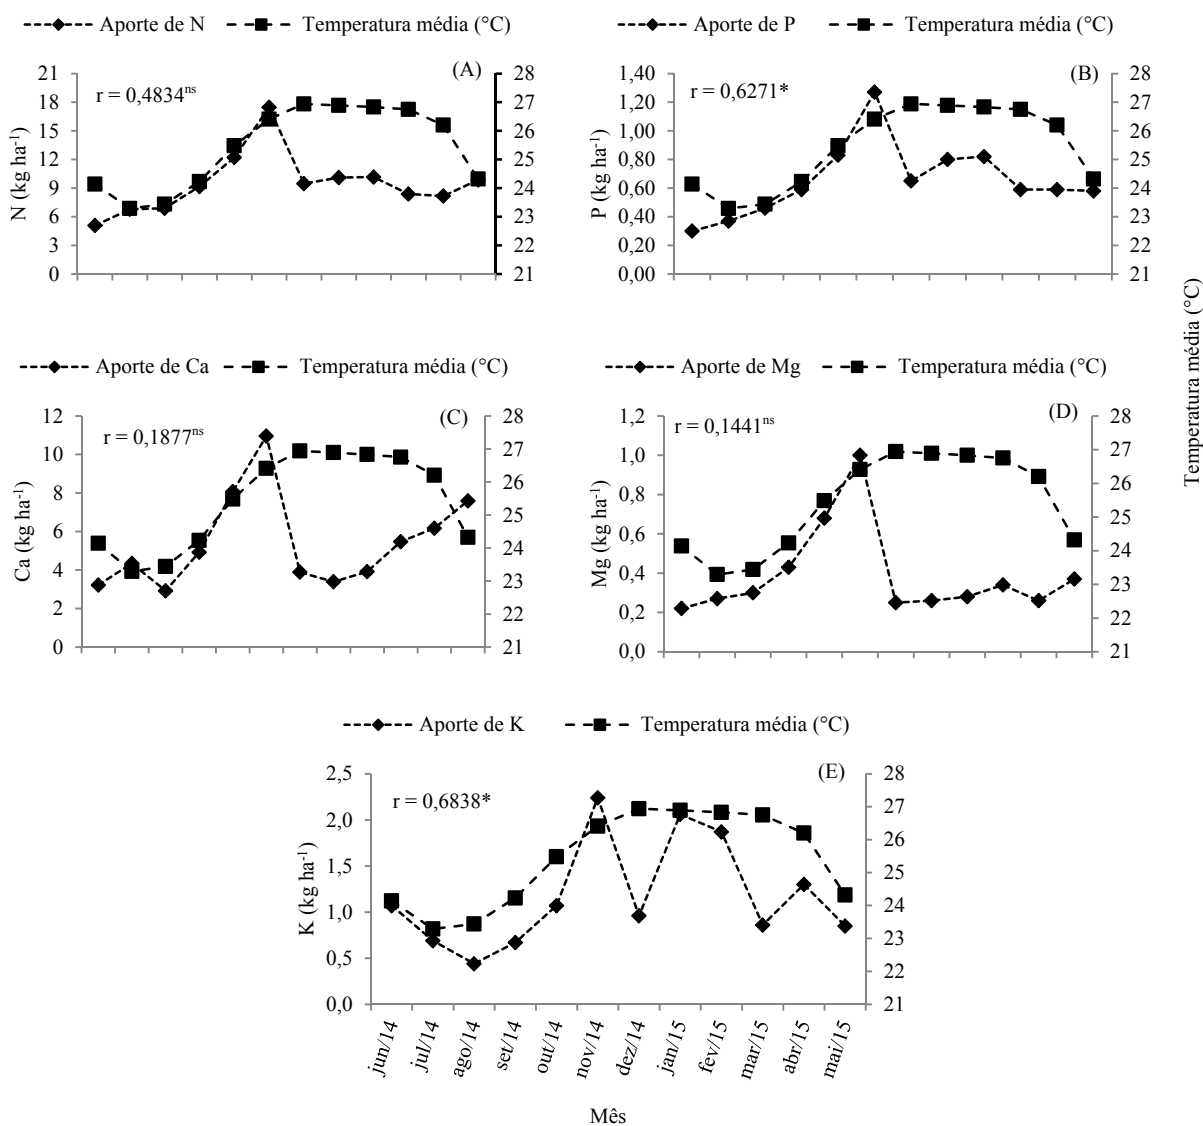 Aporte de N Temperatura média (°C)
Aporte de P Temperatura média (°C)
(A)
r = 0,4834ns
N (kg ha-1)
21
18
15
12
9
6
3
0
28
27
26
25
24
23
22
21
(B)
r = 0,6271*
P (kg ha-1)
1,40
1,20
1,00
0,80
0,60
0,40
0,20
0,00
28
27
26
25
24
23
22
21
Temperatura média (°C)
Aporte de Ca Temperatura média (°C)
Aporte de Mg Temperatura média (°C)
(C)
r = 0,1877ns
Ca (kg ha-1)
12
10
8
6
4
2
0
28
27
26
25
24
23
22
21
(D)
r = 0,1441ns
Mg (kg ha-1)
1,2
1,0
0,8
0,6
0,4
0,2
0,0
28
27
26
25
24
23
22
21
Aporte de K Temperatura média (°C)
(E)
r = 0,6838*
K (kg ha-1)
2,5
2,0
1,5
1,0
0,5
0,0
28
27
26
25
24
23
22
21
jun/14
jul/14
ago/14
set/14
out/14
nov/14
dez/14
jan/15
fev/15
mar/15
abr/15
mai/15
Mês